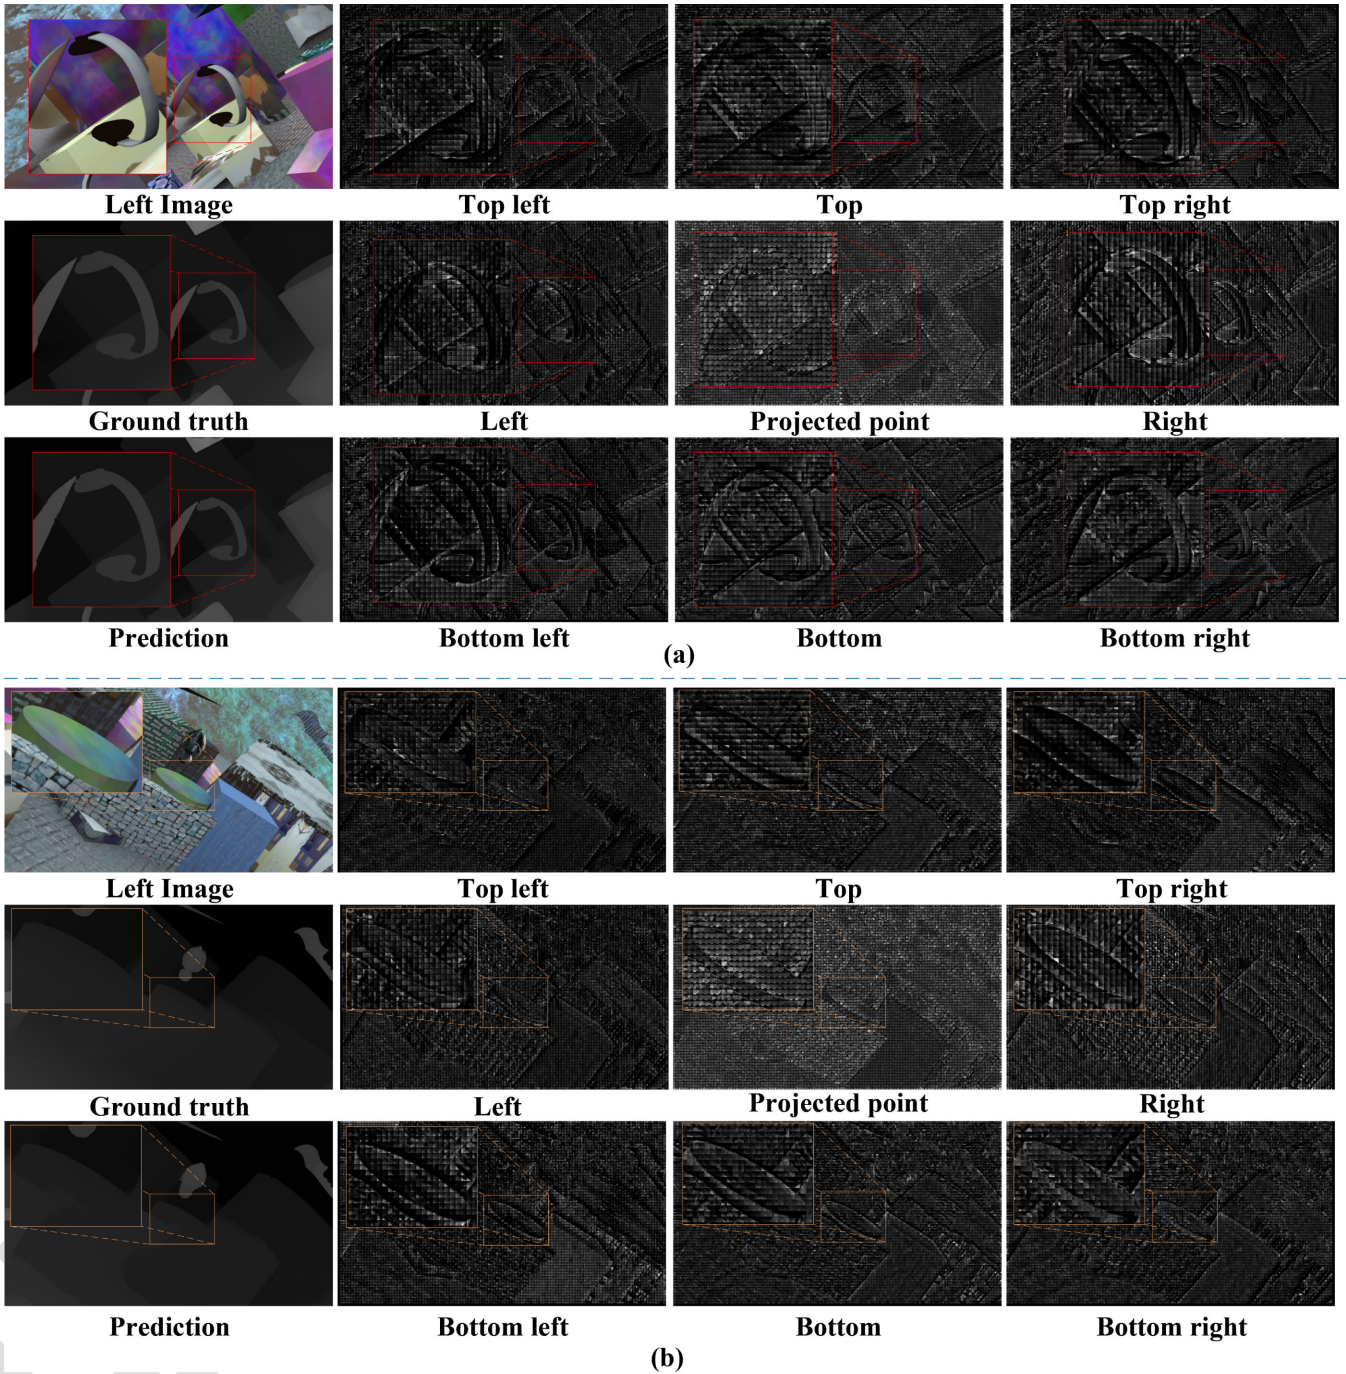 Left Image Top left Top Top right
Ground truth Left Projected point Right
Prediction Bottom left Bottom Bottom right
(a)
Left Image Top left Top Top right
Ground truth Left Projected point Right
Prediction Bottom left Bottom Bottom right
(b)